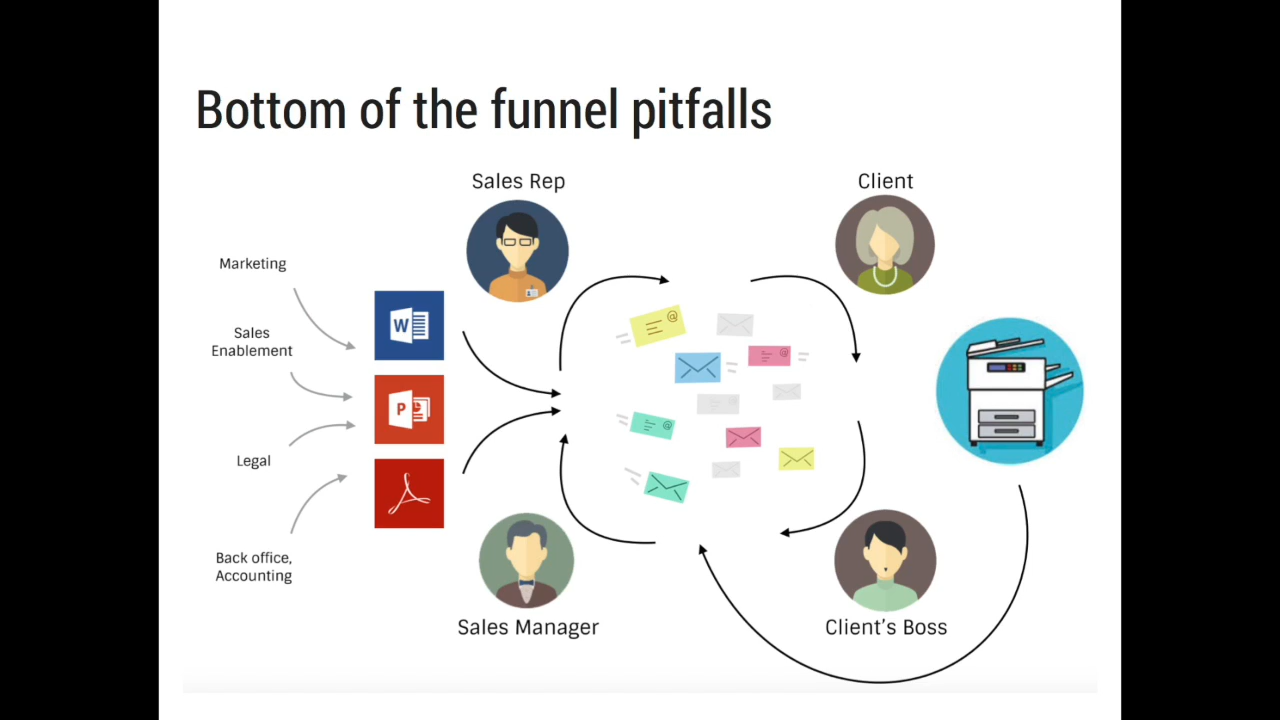 Bottom of the funnel pitfalls
Sales Rep
Client
Marketing
Sales
Enablement
Legal
Back office,
Accounting
W
P
Sales Manager
Client's Boss